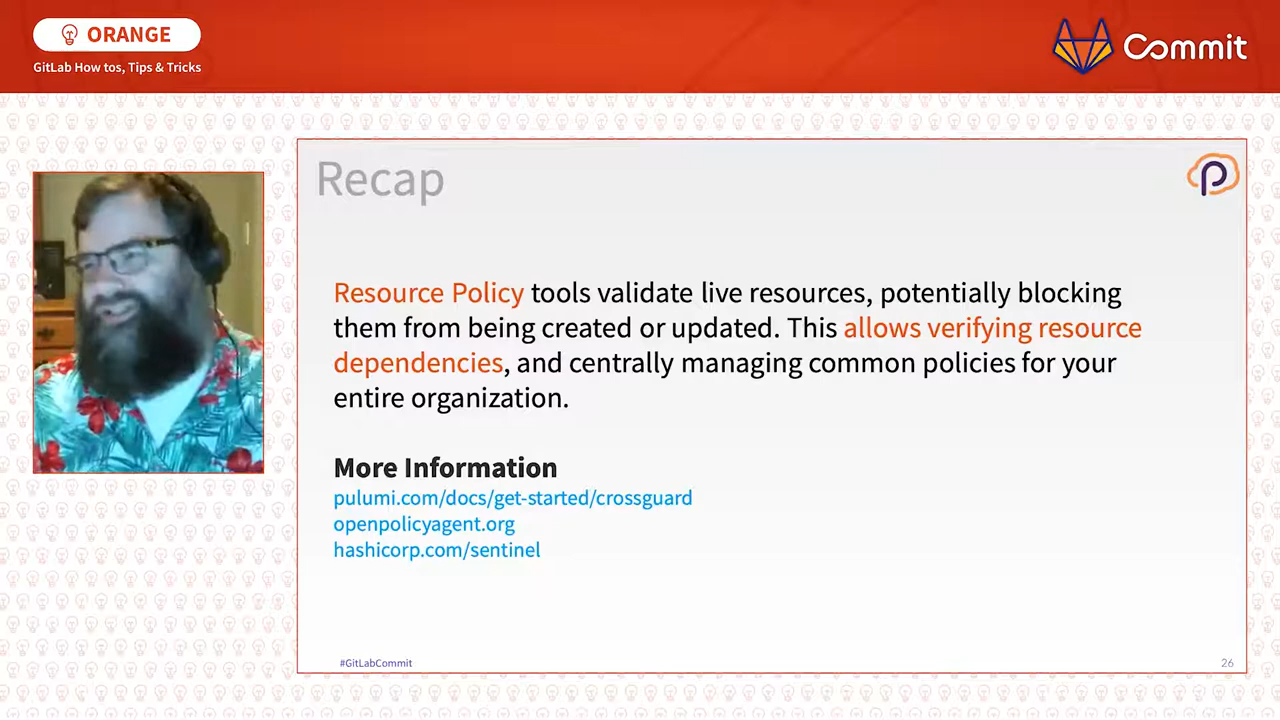 ORANGE
GitLab How tos, Tips & Tricks
Commit
Recap
Resource Policy tools validate live resources, potentially blocking
them from being created or updated. This allows verifying resource
dependencies, and centrally managing common policies for your
entire organization.
More Information
pulumi.com/docs/get-started/crossguard
openpolicyagent.org
hashicorp.com/sentinel
#GitLabCommit
26